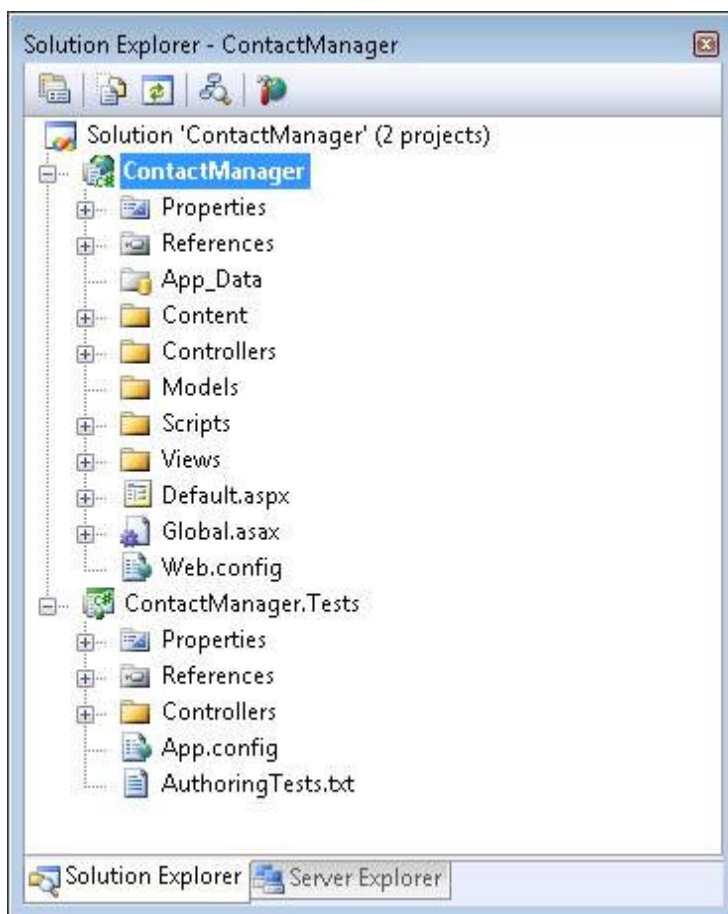 Solution Explorer - ContactManager
Solution 'ContactManager' (2 projects)
ContactManager
Properties
References
App_Data
Content
Controllers
Models
Scripts
Views
Default.aspx
Global.asax
Web.config
ContactManager.Tests
Properties
References
Controllers
App.config
AuthoringTests.txt
Solution Explorer Server Explorer